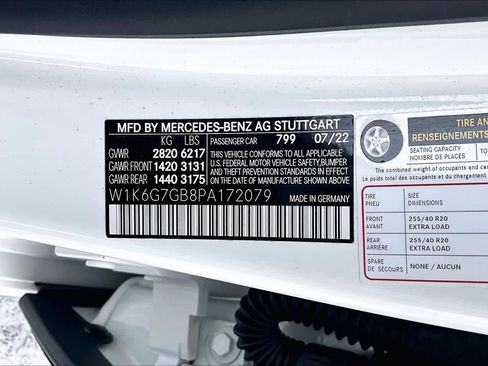 MFD BY MERCEDES-BENZ AG STUTTGART
KG LBS
GVWR 2820 6217
GAWR FRONT 1420 3131
GAWR REAR 1440 3175
PASSENGER CAR 799 07/22
THIS VEHICLE CONFORMS TO ALL APPLICABLE
U.S. FEDERAL MOTOR VEHICLE SAFETY, BUMPER
AND THEFT PREVENTION STANDARDS IN EFFECT
ON THE DATE OF MANUFACTURE SHOWN ABOVE
W1K6G7GB8PA172079
MADE IN GERMANY
TIRE AN
RENSEIGNEMENTS
SEATING CAPACITY
NOMBRE DE PLACES
The combined weight of occupants and
Le poids total des occupants et
TIRE SIZE
PNEU DIMENSIONS
FRONT 255/40 R20
AVANT EXTRA LOAD
REAR 255/40 R20
ARRIÈRE EXTRA LOAD
SPARE NONE / AUCUN
DE SECOURS